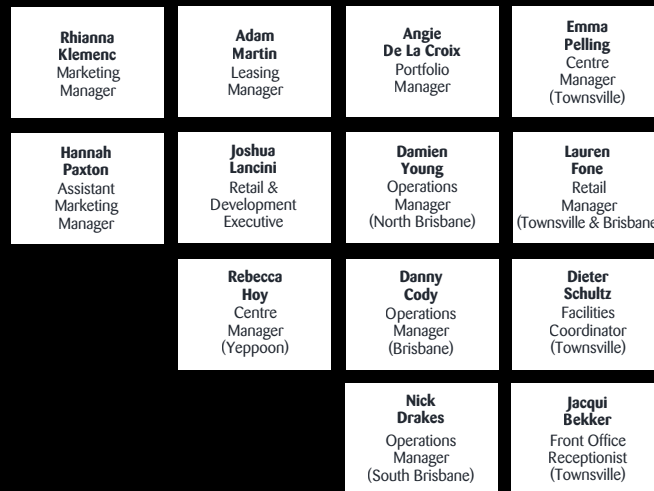 Rhianna
Klemenc
Marketing
Manager
Adam
Martin
Leasing
Manager
Angie
De La Croix
Portfolio
Manager
Emma
Pelling
Centre
Manager
(Townsville)
Hannah
Paxton
Assistant
Marketing
Manager
Joshua
Lancini
Retail &
Development
Executive
Damien
Young
Operations
Manager
(North Brisbane)
Lauren
Fone
Retail
Manager
(Townsville & Brisbane
Rebecca
Hoy
Centre
Manager
(Yeppoon)
Danny
Cody
Operations
Manager
(Brisbane)
Dieter
Schultz
Facilities
Coordinator
(Townsville)
Nick
Drakes
Operations
Manager
(South Brisbane)
Jacqui
Bekker
Front Office
Receptionist
(Townsville)